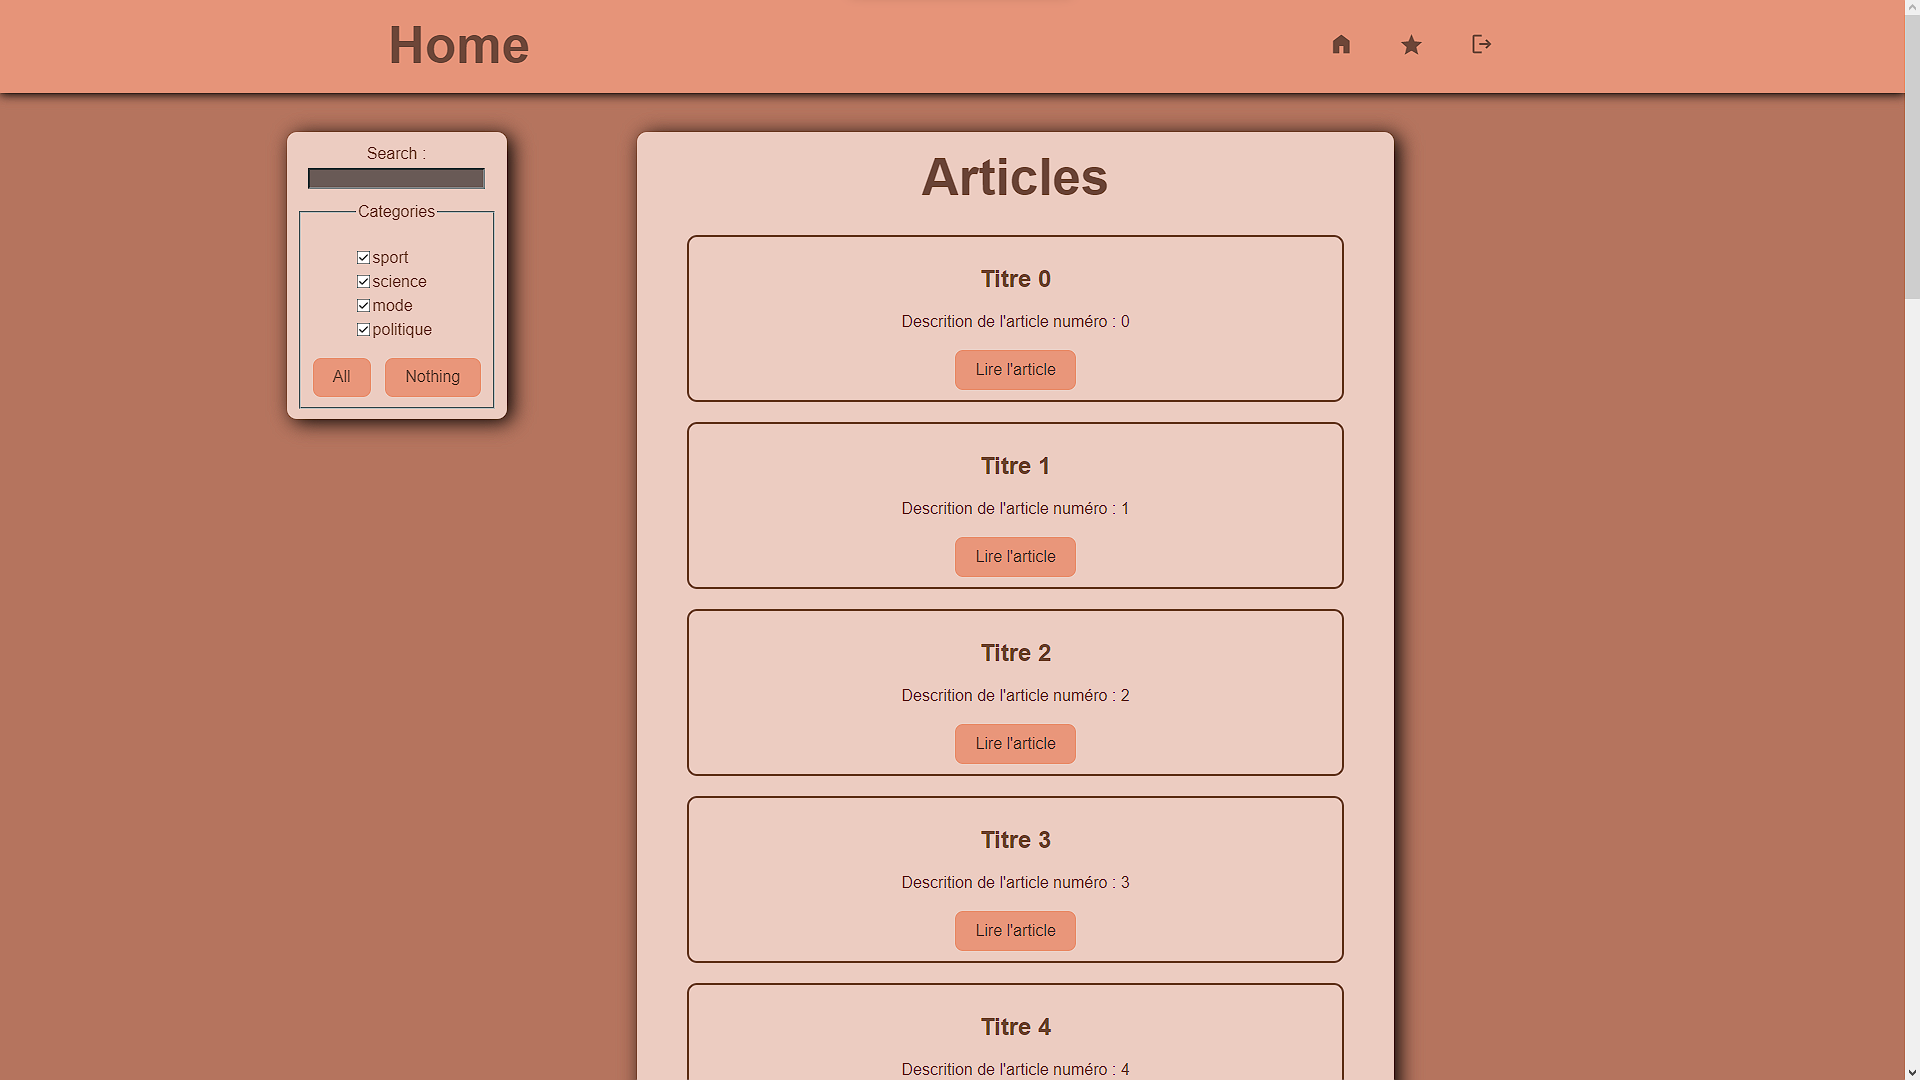 Home
Search :
Categories
sport
science
mode
politique
All
Nothing
Articles
Titre 0
Descrition de l'article numéro : 0
Lire l'article
Titre 1
Descrition de l'article numéro : 1
Lire l'article
Titre 2
Descrition de l'article numéro : 2
Lire l'article
Titre 3
Descrition de l'article numéro : 3
Lire l'article
Titre 4
Descrition de l'article numéro : 4